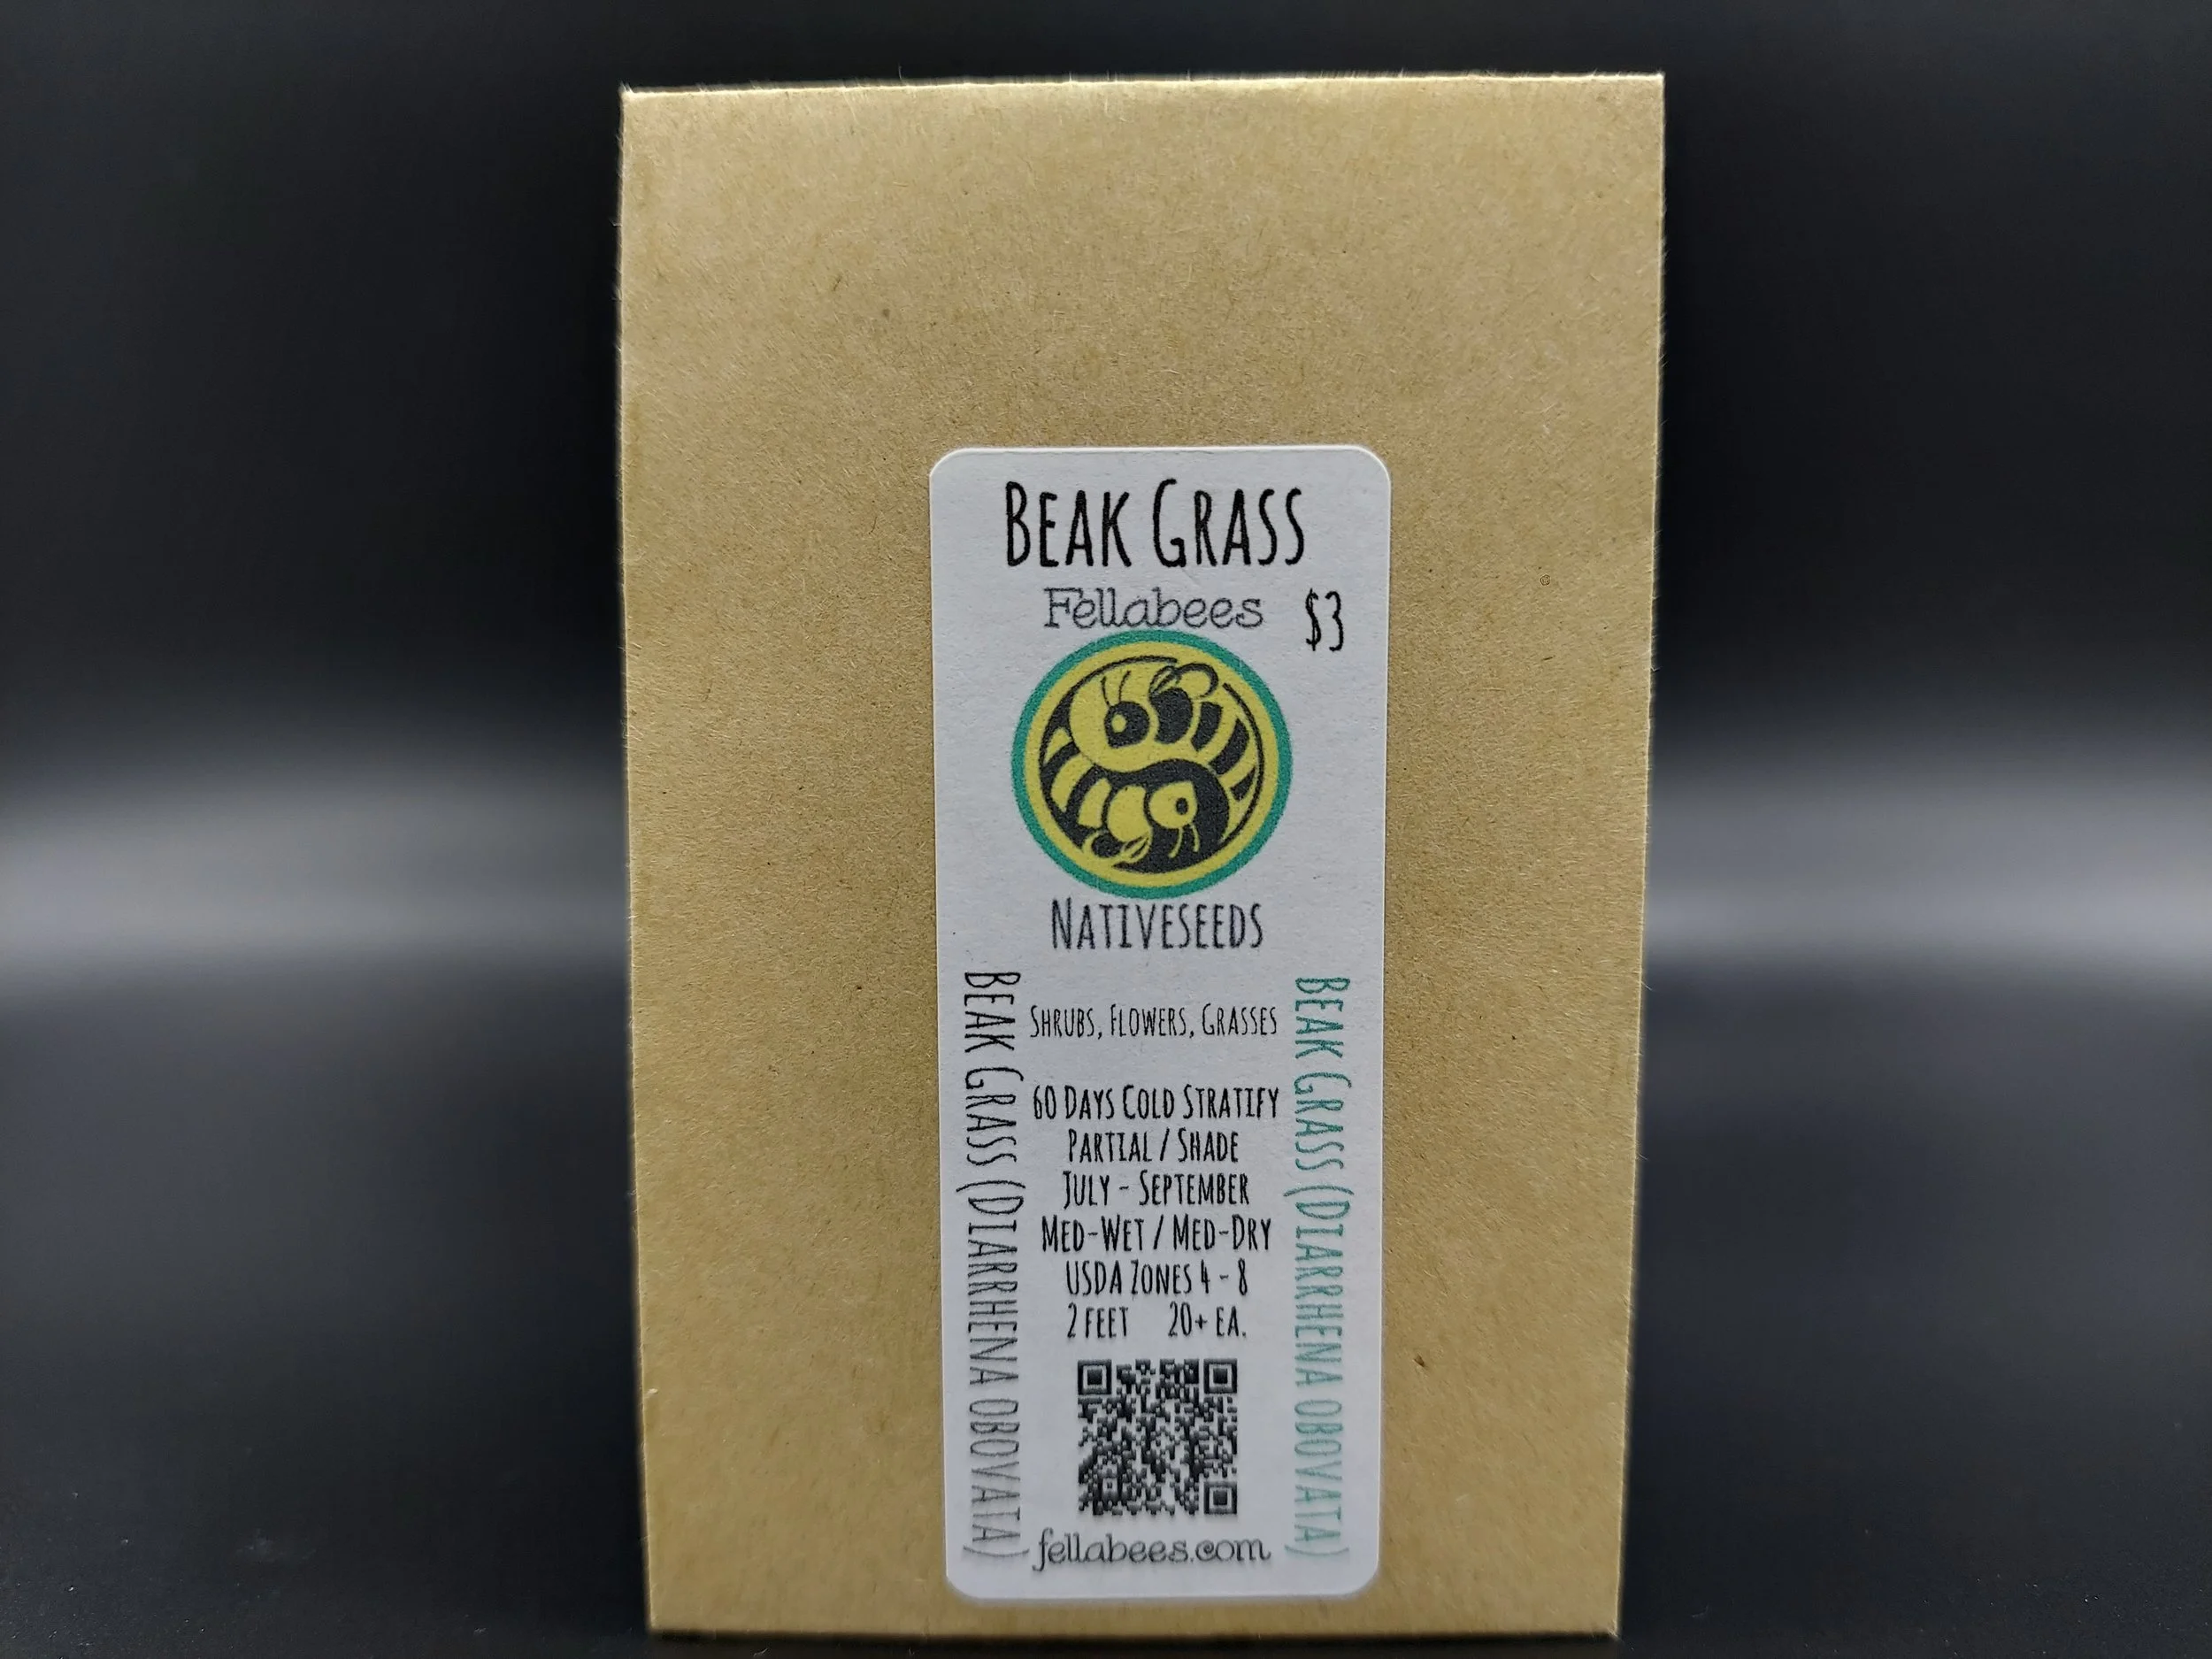 BEAK GRASS
Fellabees
$3
NATIVESEEDS
SHRUBS, FLOWERS, GRASSES
60 DAYS COLD STRATIFY
PARTIAL / SHADE
JULY - SEPTEMBER
MED-WET / MED-DRY
USDA ZONES 4 - 8
2 FEET 20+ EA.
fellabees.com
BEAK GRASS (DIARRHENA OBOVATA)
BEAK GRASS (DIARRHENA OBOVATA)